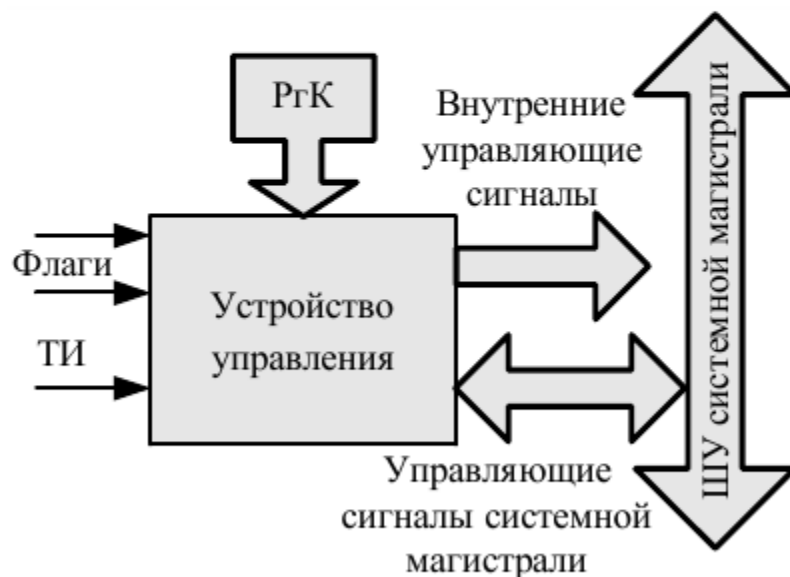 РгК
Внутренние
управляющие
сигналы
Флаги
ТИ
Устройство
управления
Управляющие
сигналы системной
магистрали
ШУ системной магистрали